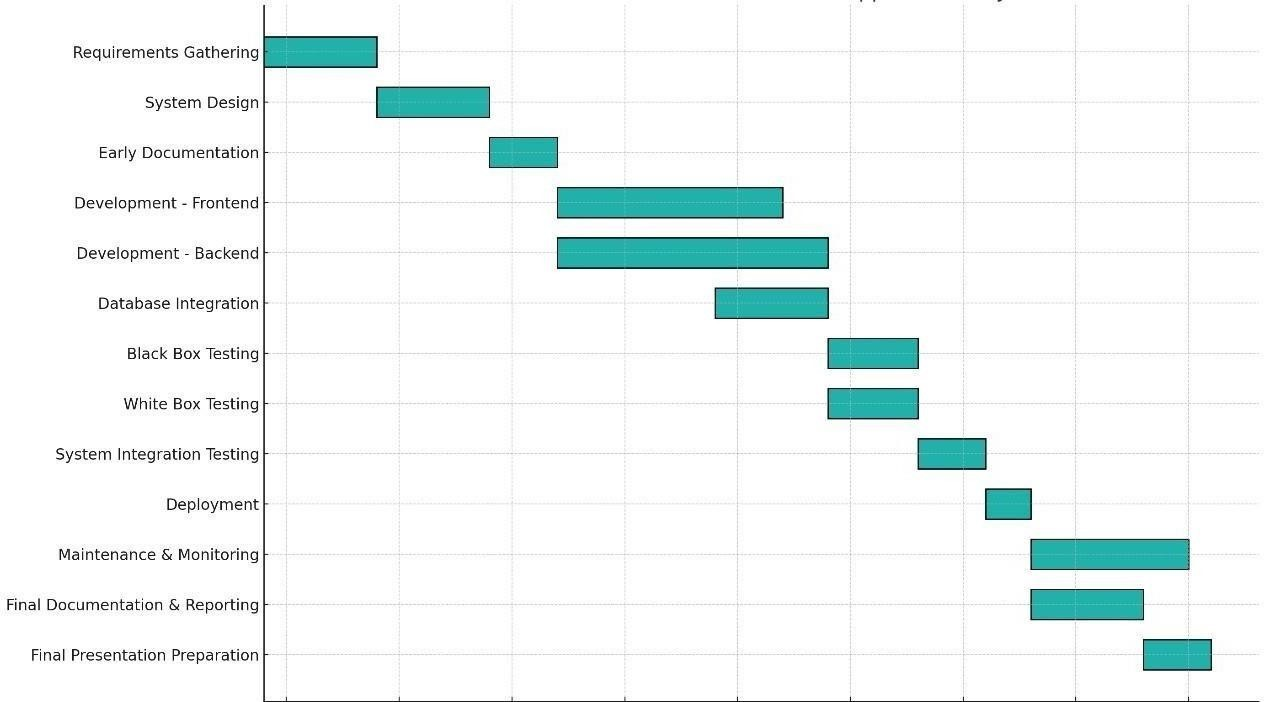 Requirements Gathering
System Design
Early Documentation
Development - Frontend
Development - Backend
Database Integration
Black Box Testing
White Box Testing
System Integration Testing
Deployment
Maintenance & Monitoring
Final Documentation & Reporting
Final Presentation Preparation